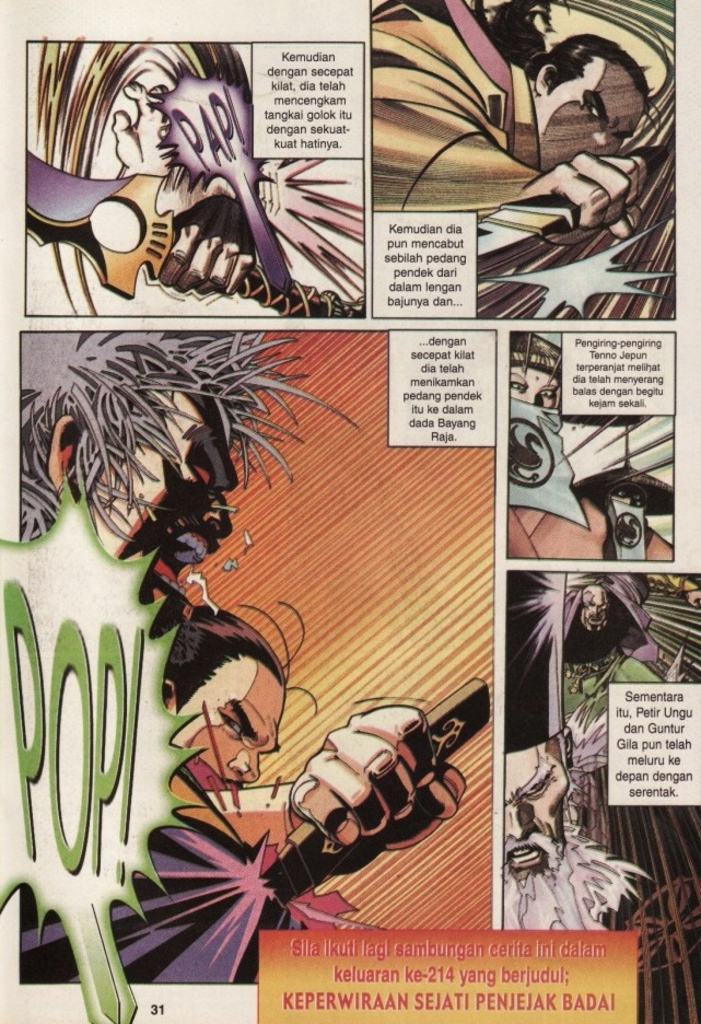 Kemudian
dengan secepat
kilat, dia telah
mencengkam
tangkai golok itu
dengan sekuat-
kuat hatinya.
PAP!
Kemudian dia
pun mencabut
sebilah pedang
pendek dari
dalam lengan
bajunya dan...
...dengan
secepat kilat
dia telah
menikamkan
pedang pendek
itu ke dalam
dada Bayang
Raja.
POP!
Pengiring-pengiring
Tenno Jepun
terperanjat melihat
dia telah menyerang
balas dengan begitu
kejam sekali.
Sementara
itu, Petir Ungu
dan Guntur
Gila pun telah
meluru ke
depan dengan
serentak.
Sila ikuti lagi sambungan cerita ini dalam
keluaran ke-214 yang berjudul;
KEPERWIRAAN SEJATI PENJEJAK BADAI
31